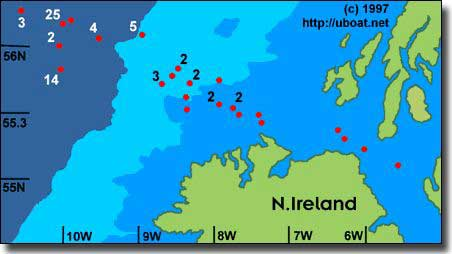 (c) 1997
http://uboat.net
3
25
2
4
5
14
56N
3
2
2
2
2
55.3
55N
N.Ireland
10W
9W
8W
7W
6W